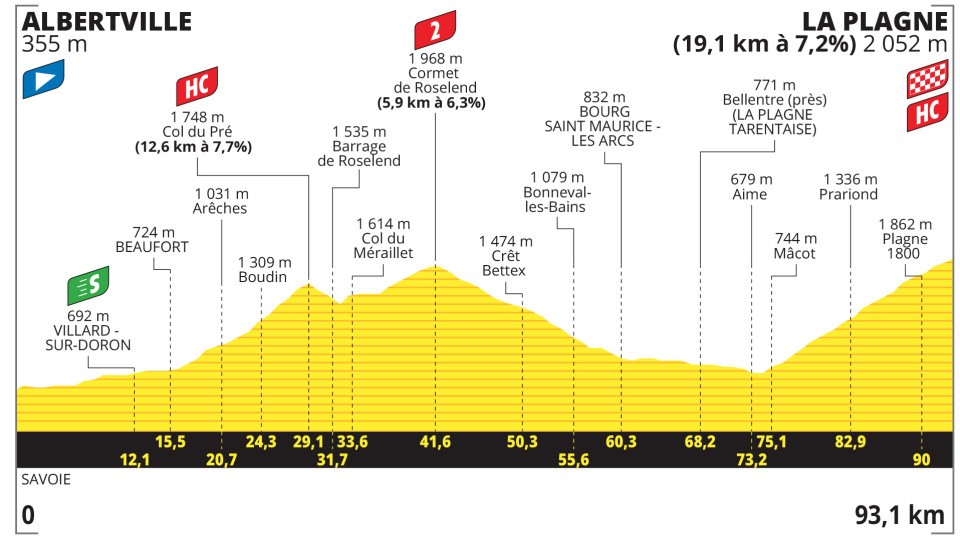 ALBERTVILLE
355 m
LA PLAGNE
(19,1 km à 7,2%) 2 052 m
HC
2
HC
1 968 m
Cormet
de Roselend
(5,9 km à 6,3%)
1 748 m
Col du Pré
(12,6 km à 7,7%)
1 535 m
Barrage
de Roselend
832 m
BOURG
SAINT MAURICE -
LES ARCS
771 m
Bellentre (près)
(LA PLAGNE
TARENTAISE)
1 031 m
Arêches
1 079 m
Bonneval-
les-Bains
679 m
Aime
1 336 m
Prariond
724 m
BEAUFORT
1 309 m
Boudin
1 614 m
Col du
Méraillet
1 474 m
Crêt
Bettex
744 m
Mâcot
1 862 m
Plagne
1800
S
692 m
VILLARD -
SUR-DORON
15,5 24,3 29,1 33,6 41,6 50,3 60,3 68,2 75,1 82,9
12,1 20,7 31,7 55,6 73,2 90
SAVOIE
0
93,1 km